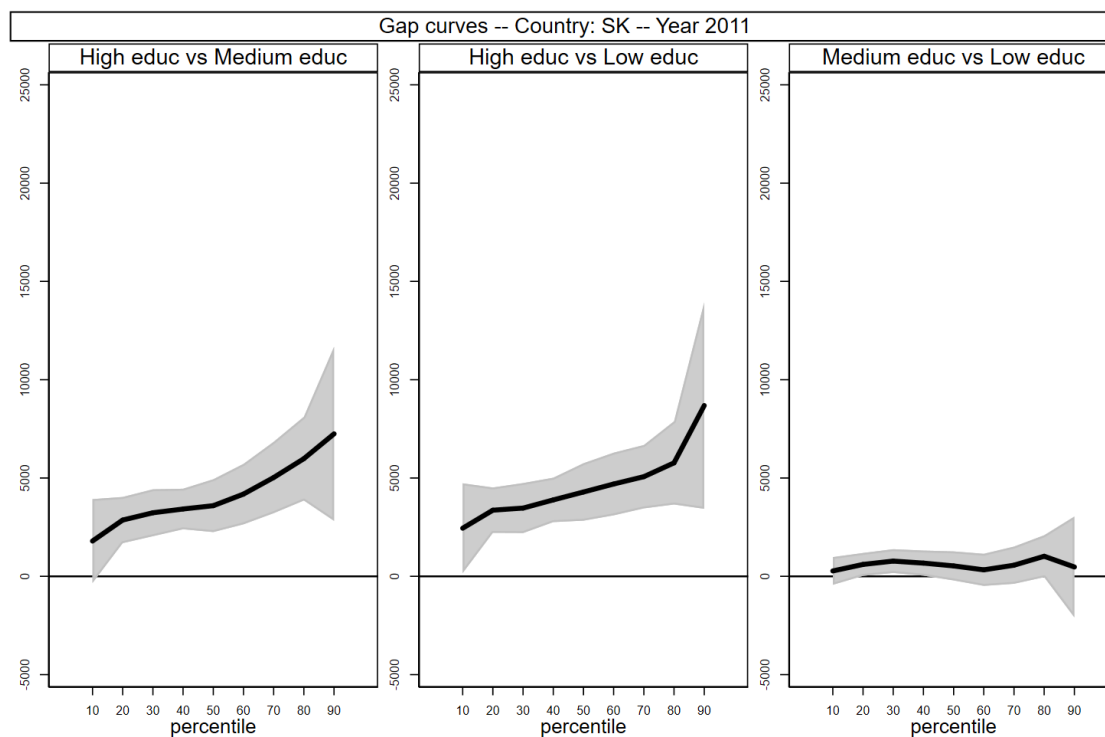 Gap curves -- Country: SK -- Year 2011
High educ vs Medium educ
25000
20000
15000
10000
5000
0
-5000
10 20 30 40 50 60 70 80 90
percentile
High educ vs Low educ
25000
20000
15000
10000
5000
0
-5000
10 20 30 40 50 60 70 80 90
percentile
Medium educ vs Low educ
25000
20000
15000
10000
5000
0
-5000
10 20 30 40 50 60 70 80 90
percentile